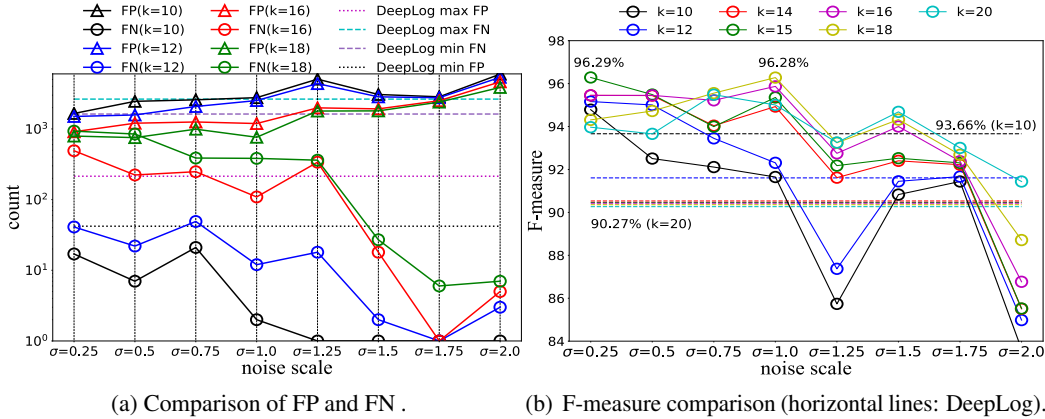 FP(k=10) FP(k=16) DeepLog max FP
FN(k=10) FN(k=16) DeepLog max FN
FP(k=12) FP(k=18) DeepLog min FN
FN(k=12) FN(k=18) DeepLog min FP
count
10^3
10^2
10^1
10^0
σ=0.25 σ=0.5 σ=0.75 σ=1.0 σ=1.25 σ=1.5 σ=1.75 σ=2.0
noise scale
(a) Comparison of FP and FN .
k=10 k=14 k=16 k=20
k=12 k=15 k=18
F-measure
98
96
94
92
90
88
86
84
96.29%
96.28%
93.66% (k=10)
90.27% (k=20)
σ=0.25 σ=0.5 σ=0.75 σ=1.0 σ=1.25 σ=1.5 σ=1.75 σ=2.0
noise scale
(b) F-measure comparison (horizontal lines: DeepLog).